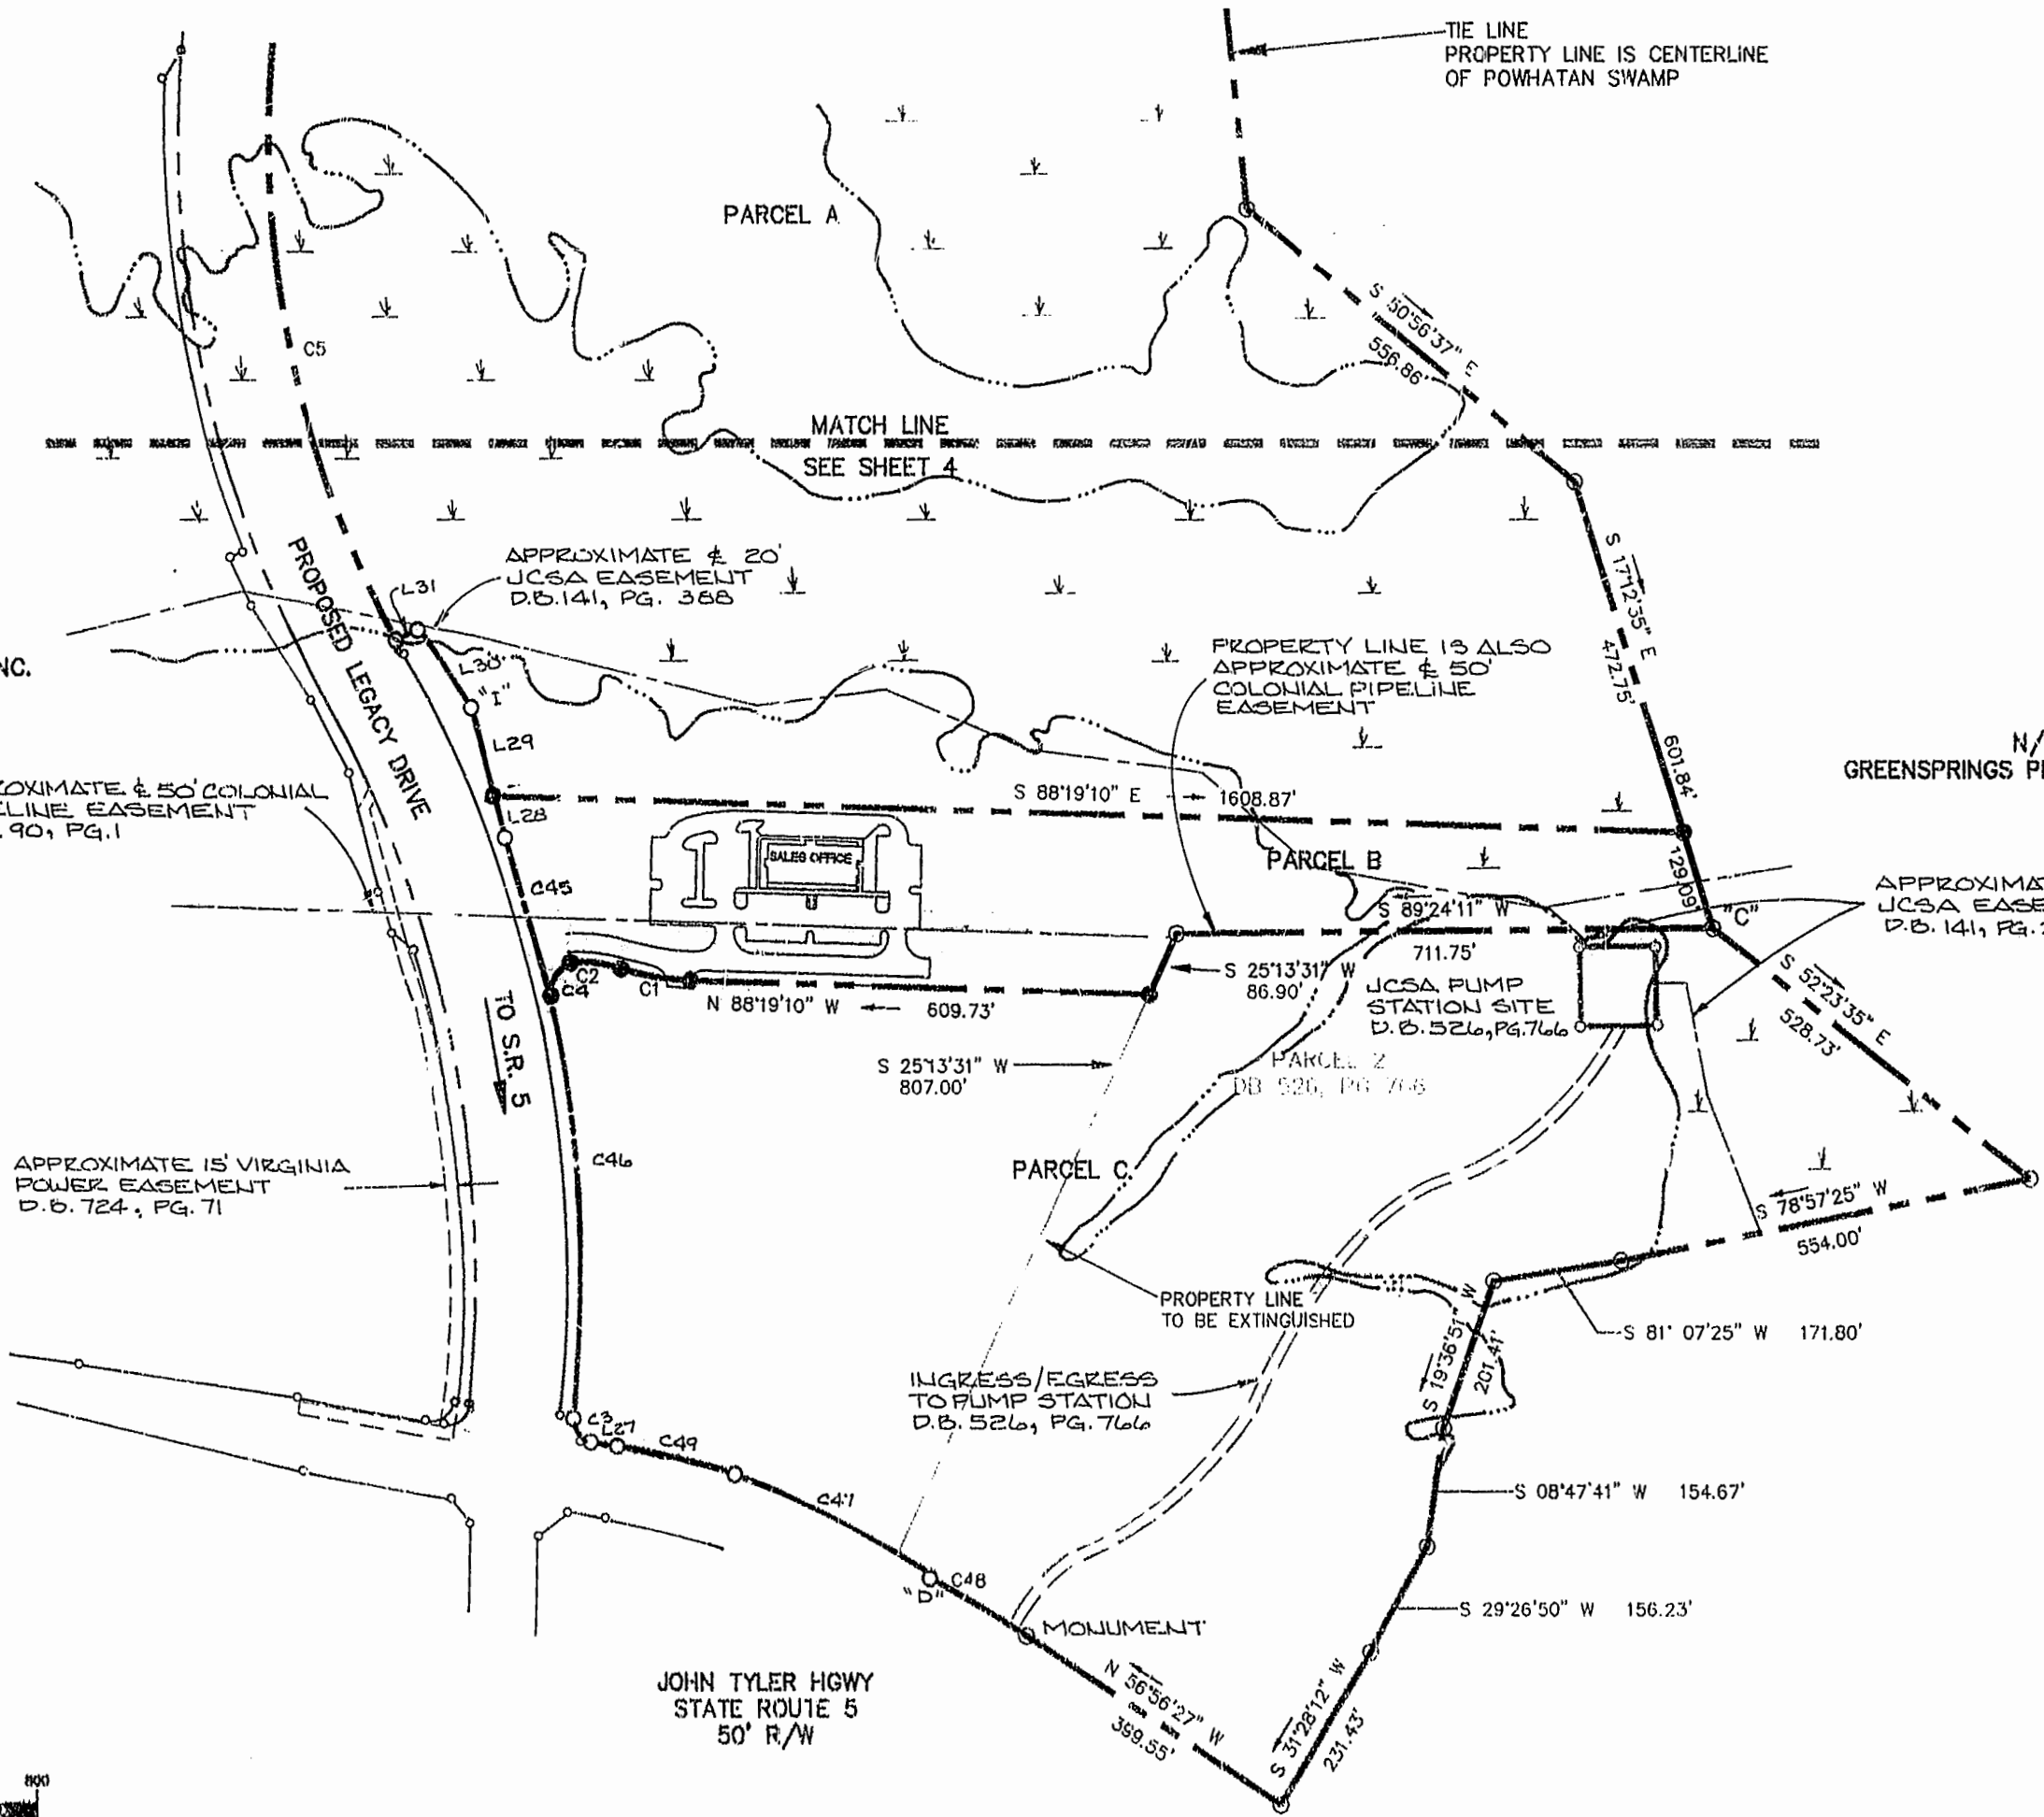 TIE LINE
PROPERTY LINE IS CENTERLINE
OF POWHATAN SWAMP
PARCEL A
S 50°56'37" E
556.86'
C5
MATCH LINE
SEE SHEET 4
PROPOSED LEGACY DRIVE
APPROXIMATE ℄ 20'
JCSA EASEMENT
D.B.141, PG. 388
L31
L30
"I"
L29
L28
S 17°12'35" E
472.75'
601.84'
129.09'
PROPERTY LINE IS ALSO
APPROXIMATE ℄ 50'
COLONIAL PIPELINE
EASEMENT
NC.
N/
GREENSPRINGS
OXIMATE ℄ 50' COLONIAL
ELINE EASEMENT
.90, PG.1
S 88°19'10" E
1608.87'
SALES OFFICE
PARCEL B
C45
S 89°24'11" W
711.75'
"C"
APPROXIMA
JCSA EASE
D.B. 141, PG.
C2
C4
C1
N 88°19'10" W
609.73'
S 25°13'31" W
86.90'
JCSA PUMP
STATION SITE
D.B. 526, PG.766
S 52°23'35" E
528.73'
TO S.R. 5
S 25°13'31" W
807.00'
PARCEL 2
DB 526, PG 766
C46
PARCEL C
APPROXIMATE 15' VIRGINIA
POWER EASEMENT
D.B. 724, PG. 71
S 78°57'25" W
554.00'
PROPERTY LINE
TO BE EXTINGUISHED
S 81° 07'25" W 171.80'
S 19°36'51" W
201.41'
INGRESS/EGRESS
TO PUMP STATION
D.B. 526, PG. 766
C3
L27
C49
C47
S 08°47'41" W 154.67'
"D"
C48
S 29°26'50" W 156.23'
MONUMENT
N 56°56'27" W
399.55'
S 31°28'12" W
231.43'
JOHN TYLER HGWY
STATE ROUTE 5
50' R/W
800